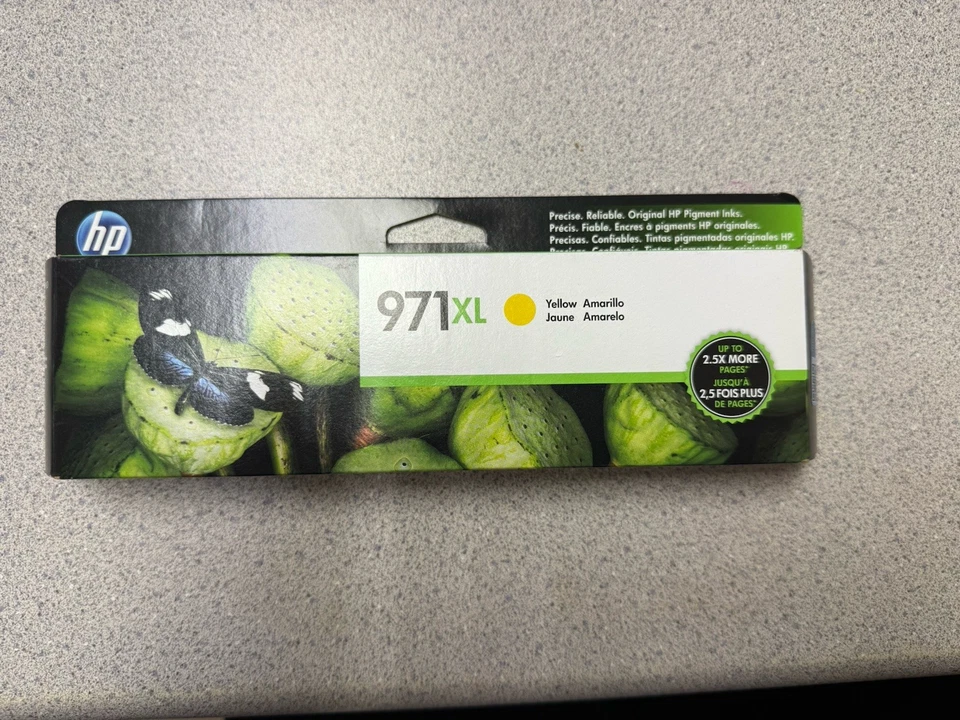 hp
Precise. Reliable. Original HP Pigment Inks.
Précis. Fiable. Encres à pigments HP originales.
Precisas. Confiables. Tintas pigmentadas originales HP.
971XL
Yellow Amarillo
Jaune Amarelo
UP TO
2.5X MORE
PAGES*
JUSQU'À
2,5 FOIS PLUS
DE PAGES*